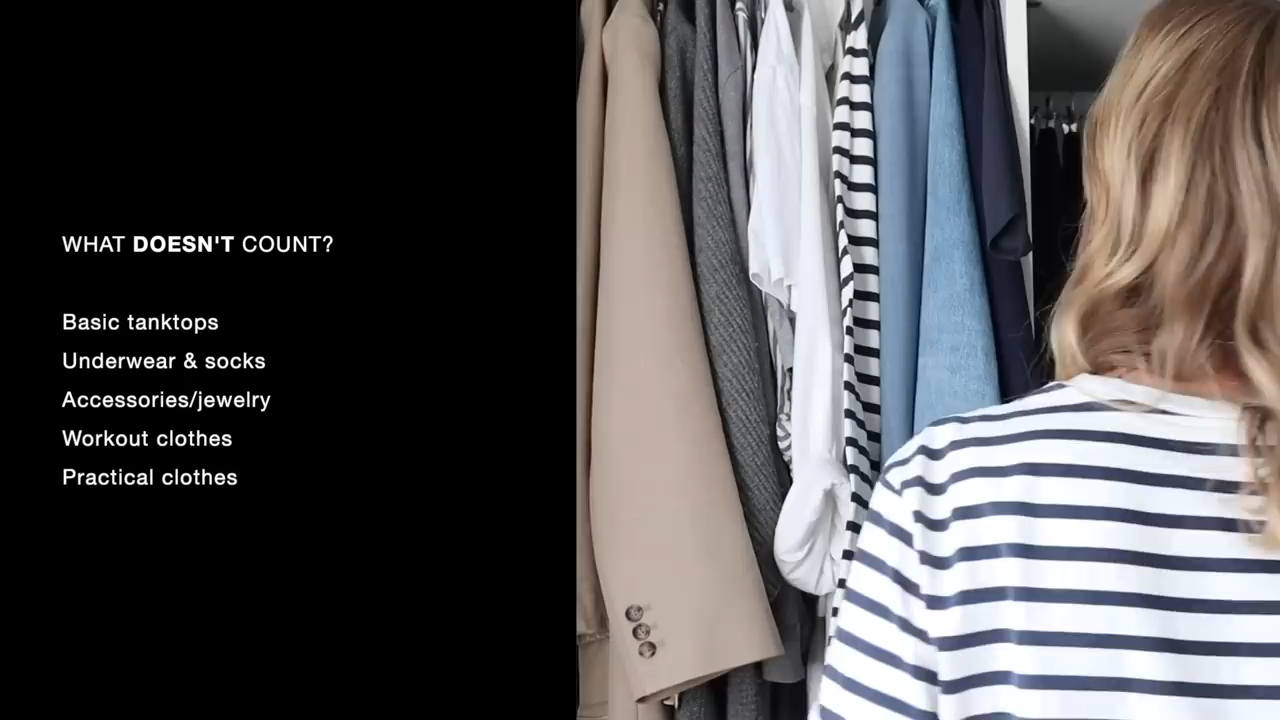 WHAT DOESN'T COUNT?
Basic tanktops
Underwear & socks
Accessories/jewelry
Workout clothes
Practical clothes